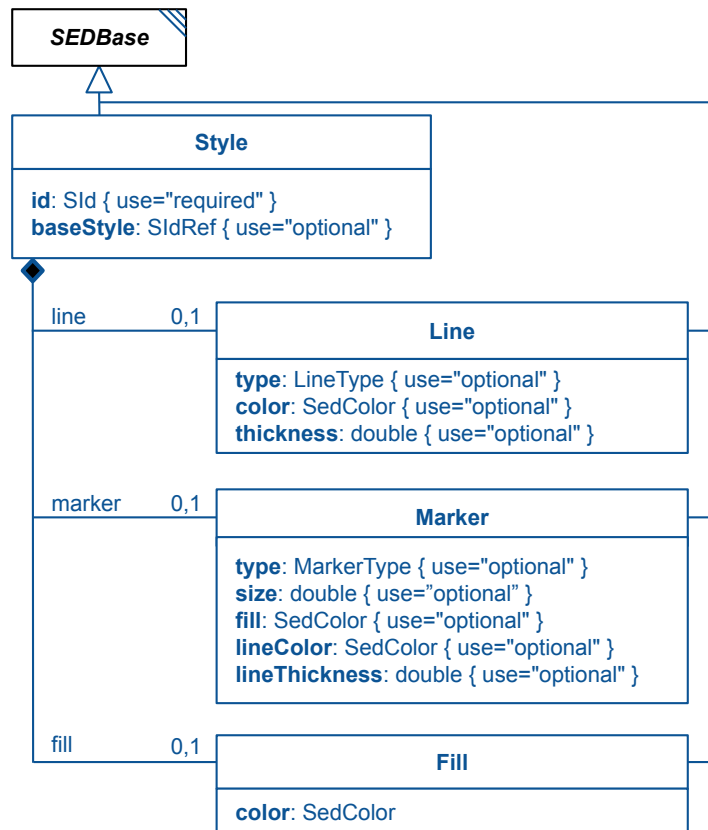 SEDBase
Style
id: SId { use="required" }
baseStyle: SIdRef { use="optional" }
line 0,1
Line
type: LineType { use="optional" }
color: SedColor { use="optional" }
thickness: double { use="optional" }
marker 0,1
Marker
type: MarkerType { use="optional" }
size: double { use=”optional” }
fill: SedColor { use="optional" }
lineColor: SedColor { use="optional" }
lineThickness: double { use="optional" }
fill 0,1
Fill
color: SedColor